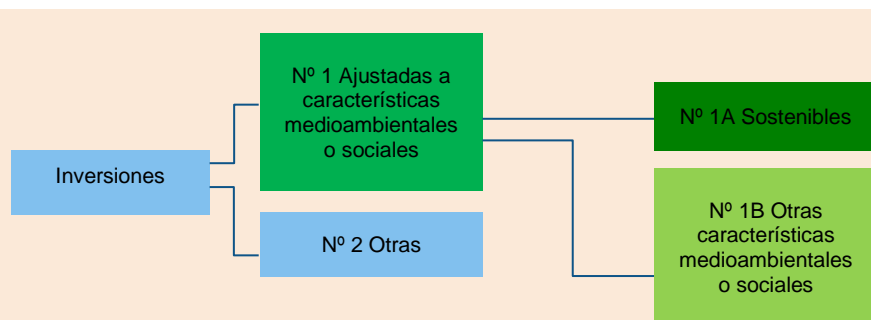 Inversiones
Nº 1 Ajustadas a
características
medioambientales
o sociales
Nº 2 Otras
Nº 1A Sostenibles
Nº 1B Otras
características
medioambientales
o sociales